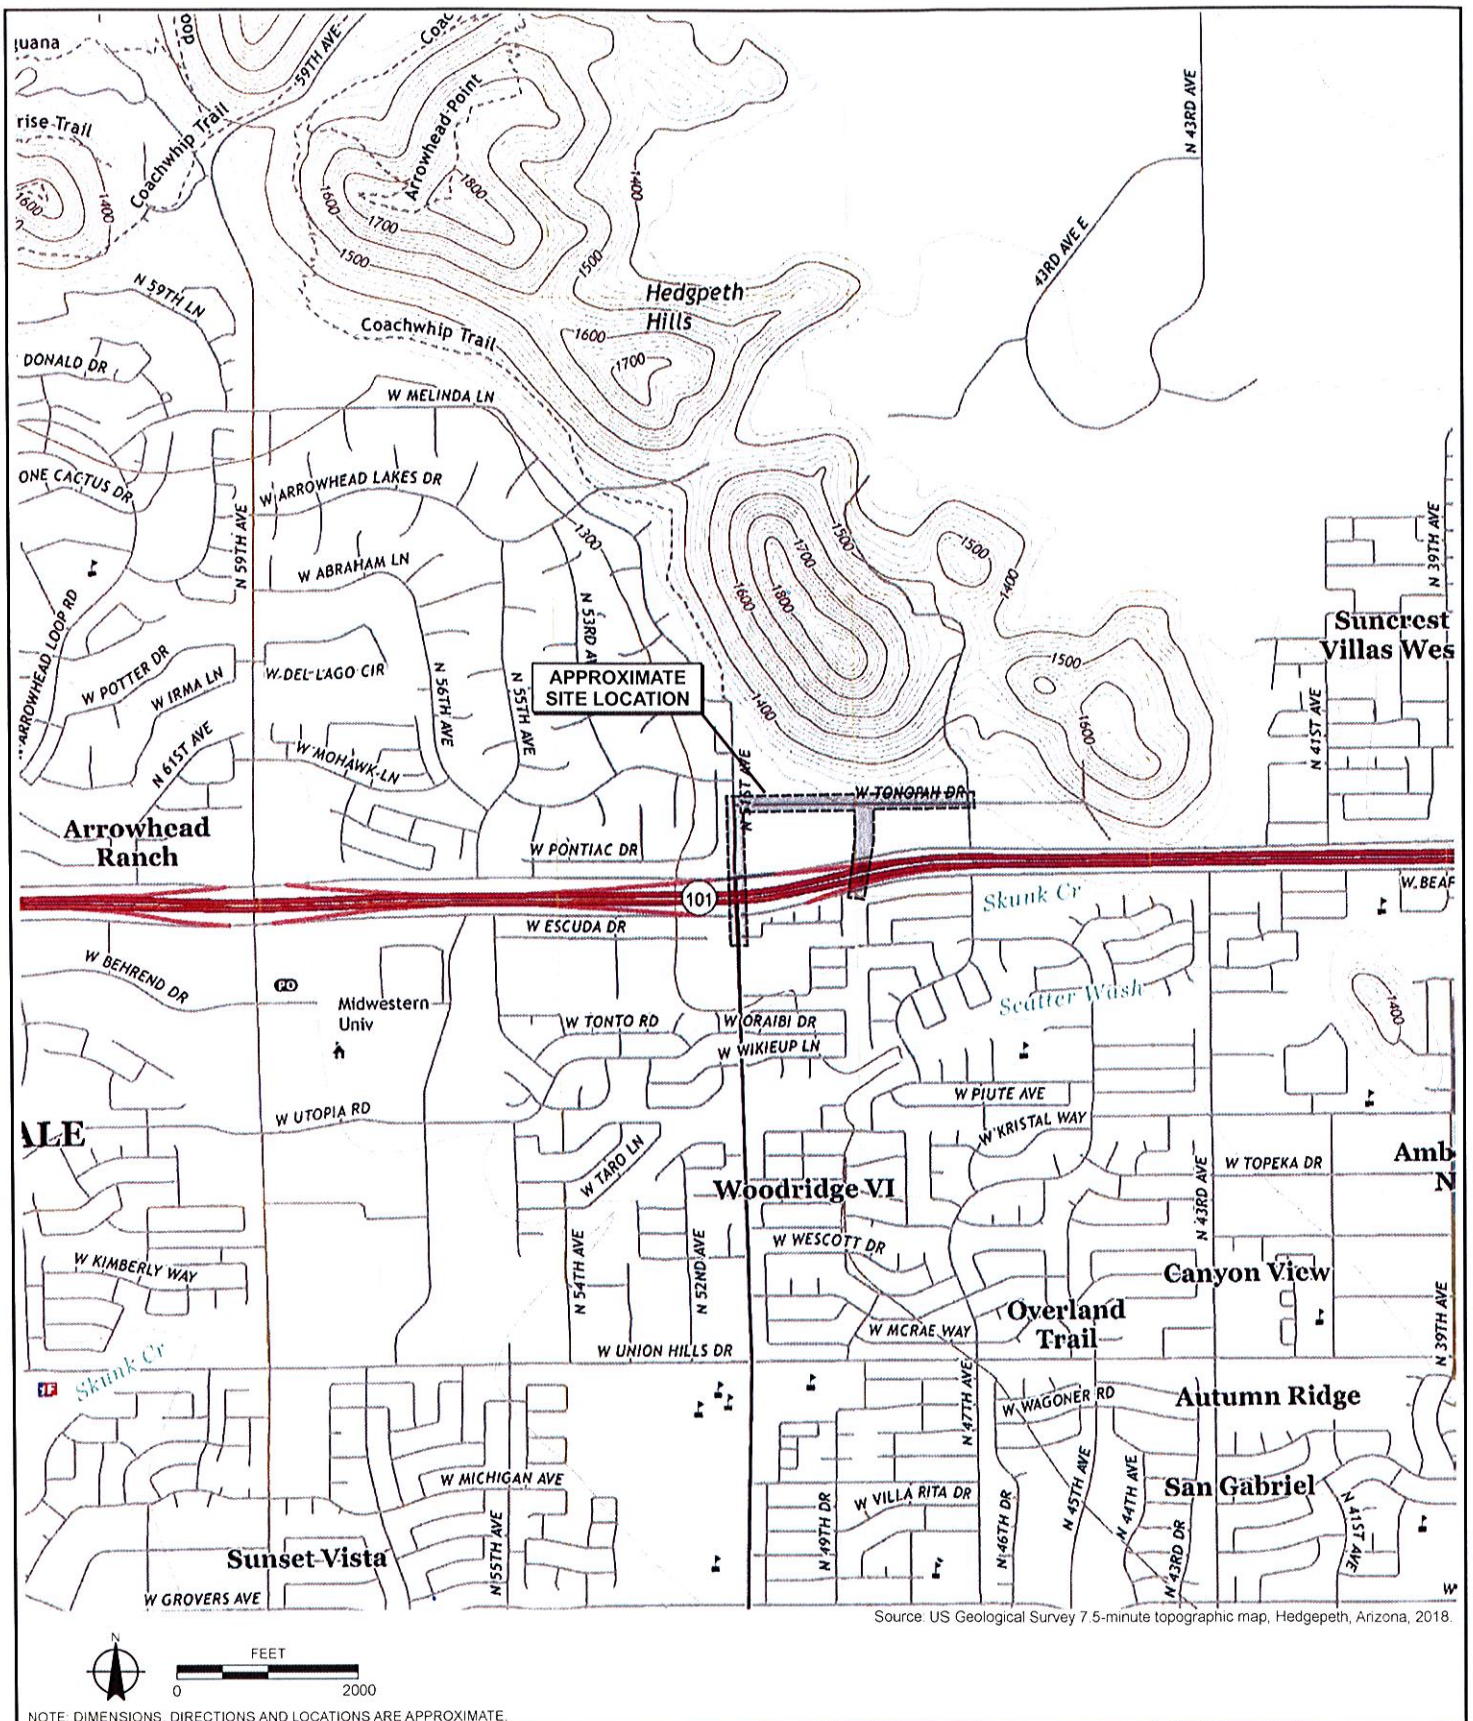 guana
oop
59TH AVE
Coac
Arrowhead Point
N 43RD AVE
rise Trail
Coachwhip Trail
1600
1400
1800
1600
1700
1500
1500
1400
43RD AVE E
N 59TH LN
Hedgpeth
Hills
Coachwhip Trail
1600
1700
DONALD DR
W MELINDA LN
ONE CACTUS DR
W ARROWHEAD LAKES DR
N 59TH AVE
1300
1500
1700
1600
1800
1500
1400
N 39TH AVE
W ABRAHAM LN
N 53RD AV
ARROWHEAD LOOP RD
Suncrest
Villas Wes
W POTTER DR
W IRMA LN
W DEL LAGO CIR
N 56TH AVE
N 55TH AVE
APPROXIMATE
SITE LOCATION
1400
1500
1600
N 41ST AVE
N 61ST AVE
W MOHAWK LN
N 51ST AVE
W TONOPAH DR
Arrowhead
Ranch
W PONTIAC DR
101
Skunk Cr
W BEAR
W ESCUDA DR
W BEHREND DR
PO
Midwestern
Univ
Scatter Wash
1400
W TONTO RD
W ORAIBI DR
W WIKIEUP LN
W PIUTE AVE
W UTOPIA RD
W KRISTAL WAY
ALE
W TARO LN
N 43RD AVE
W TOPEKA DR
Amb
N
Woodridge VI
W WESCOTT DR
W KIMBERLY WAY
N 54TH AVE
N 52ND AVE
Canyon View
Overland
Trail
W MCRAE WAY
N 39TH AVE
W UNION HILLS DR
Skunk Cr
N 47TH AVE
W WAGONER RD
Autumn Ridge
W MICHIGAN AVE
W VILLA RITA DR
San Gabriel
N 55TH AVE
N 49TH DR
N 46TH DR
N 45TH AVE
N 44TH AVE
N 43RD DR
N 41ST AVE
Sunset Vista
W GROVERS AVE
W
Source: US Geological Survey 7.5-minute topographic map, Hedgepeth, Arizona, 2018.
N
FEET
0 2000
NOTE: DIMENSIONS, DIRECTIONS AND LOCATIONS ARE APPROXIMATE.